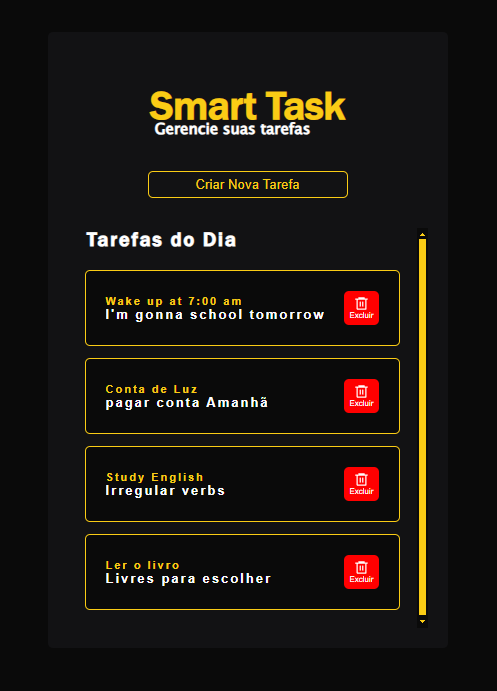 Smart Task
Gerencie suas tarefas
Criar Nova Tarefa
Tarefas do Dia
Wake up at 7:00 am
I'm gonna school tomorrow
Excluir
Conta de Luz
pagar conta Amanhã
Excluir
Study English
Irregular verbs
Excluir
Ler o livro
Livres para escolher
Excluir